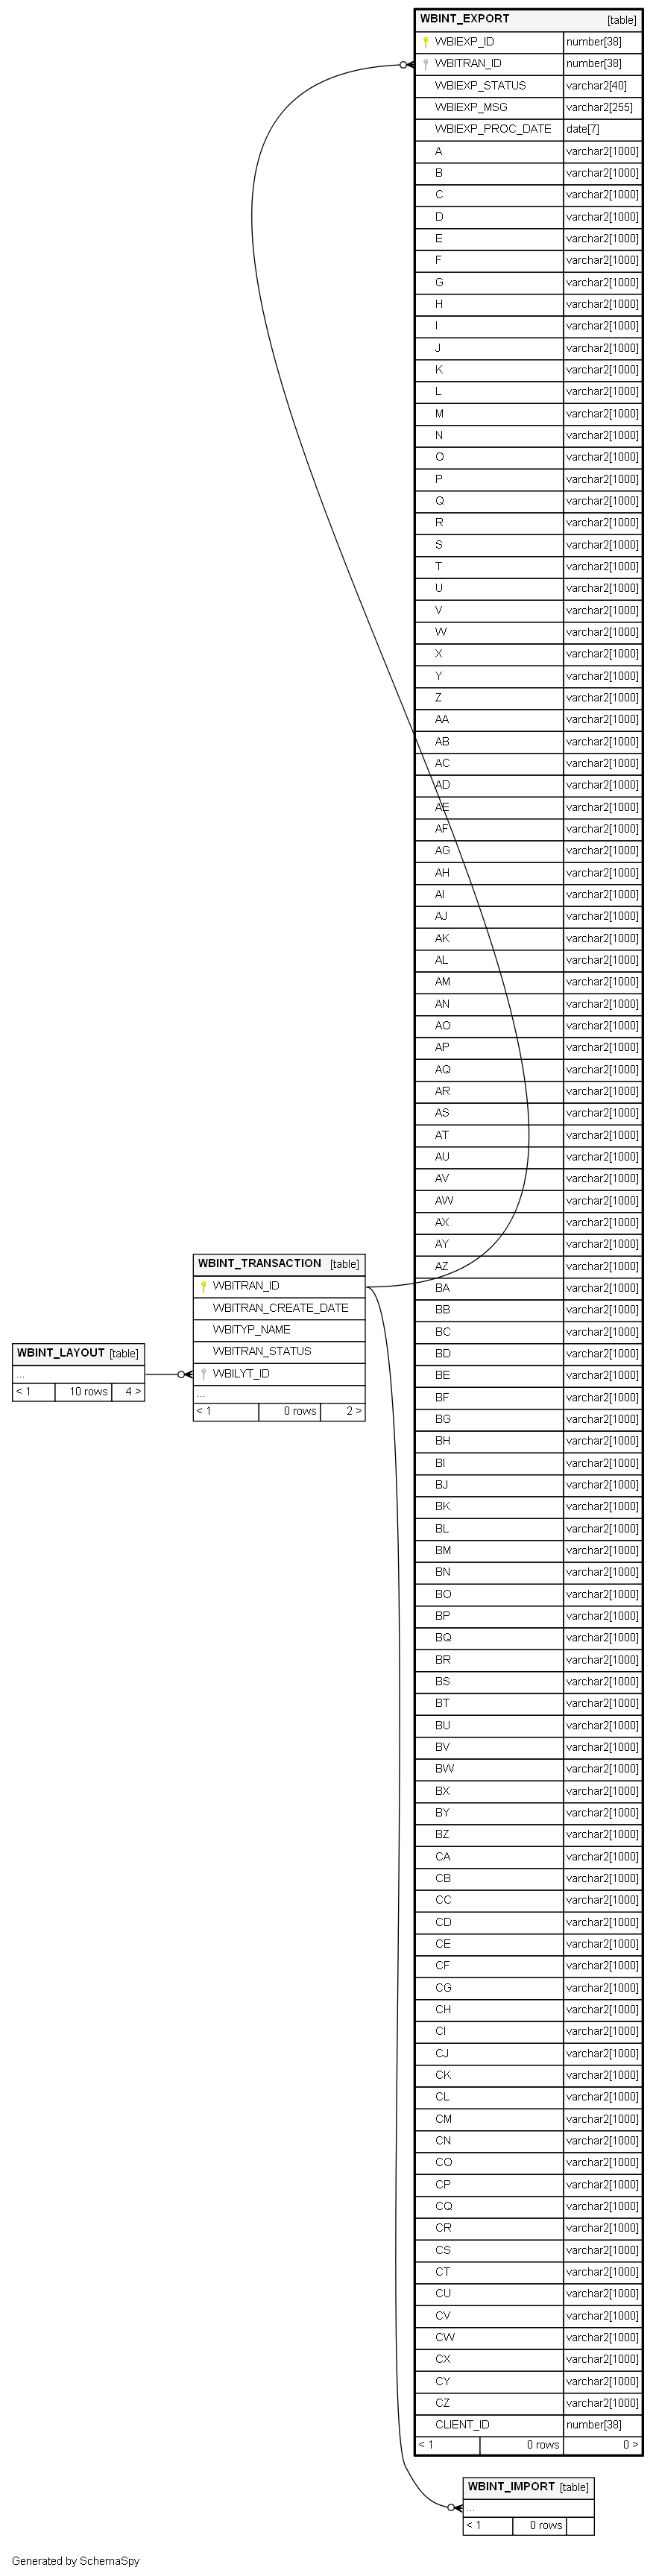 WBINT_EXPORT [table]
WBIEXP_ID number[38]
WBITRAN_ID number[38]
WBIEXP_STATUS varchar2[40]
WBIEXP_MSG varchar2[255]
WBIEXP_PROC_DATE date[7]
A varchar2[1000]
B varchar2[1000]
C varchar2[1000]
D varchar2[1000]
E varchar2[1000]
F varchar2[1000]
G varchar2[1000]
H varchar2[1000]
I varchar2[1000]
J varchar2[1000]
K varchar2[1000]
L varchar2[1000]
M varchar2[1000]
N varchar2[1000]
O varchar2[1000]
P varchar2[1000]
Q varchar2[1000]
R varchar2[1000]
S varchar2[1000]
T varchar2[1000]
U varchar2[1000]
V varchar2[1000]
W varchar2[1000]
X varchar2[1000]
Y varchar2[1000]
Z varchar2[1000]
AA varchar2[1000]
AB varchar2[1000]
AC varchar2[1000]
AD varchar2[1000]
AE varchar2[1000]
AF varchar2[1000]
AG varchar2[1000]
AH varchar2[1000]
AI varchar2[1000]
AJ varchar2[1000]
AK varchar2[1000]
AL varchar2[1000]
AM varchar2[1000]
AN varchar2[1000]
AO varchar2[1000]
AP varchar2[1000]
AQ varchar2[1000]
AR varchar2[1000]
AS varchar2[1000]
AT varchar2[1000]
AU varchar2[1000]
AV varchar2[1000]
AW varchar2[1000]
AX varchar2[1000]
AY varchar2[1000]
AZ varchar2[1000]
BA varchar2[1000]
BB varchar2[1000]
BC varchar2[1000]
BD varchar2[1000]
BE varchar2[1000]
BF varchar2[1000]
BG varchar2[1000]
BH varchar2[1000]
BI varchar2[1000]
BJ varchar2[1000]
BK varchar2[1000]
BL varchar2[1000]
BM varchar2[1000]
BN varchar2[1000]
BO varchar2[1000]
BP varchar2[1000]
BQ varchar2[1000]
BR varchar2[1000]
BS varchar2[1000]
BT varchar2[1000]
BU varchar2[1000]
BV varchar2[1000]
BW varchar2[1000]
BX varchar2[1000]
BY varchar2[1000]
BZ varchar2[1000]
CA varchar2[1000]
CB varchar2[1000]
CC varchar2[1000]
CD varchar2[1000]
CE varchar2[1000]
CF varchar2[1000]
CG varchar2[1000]
CH varchar2[1000]
CI varchar2[1000]
CJ varchar2[1000]
CK varchar2[1000]
CL varchar2[1000]
CM varchar2[1000]
CN varchar2[1000]
CO varchar2[1000]
CP varchar2[1000]
CQ varchar2[1000]
CR varchar2[1000]
CS varchar2[1000]
CT varchar2[1000]
CU varchar2[1000]
CV varchar2[1000]
CW varchar2[1000]
CX varchar2[1000]
CY varchar2[1000]
CZ varchar2[1000]
CLIENT_ID number[38]
< 1 0 rows 0 >
WBINT_TRANSACTION [table]
WBITRAN_ID
WBITRAN_CREATE_DATE
WBITYP_NAME
WBITRAN_STATUS
WBILYT_ID
...
< 1 0 rows 2 >
WBINT_LAYOUT [table]
...
< 1 10 rows 4 >
WBINT_IMPORT [table]
...
< 1 0 rows
Generated by SchemaSpy